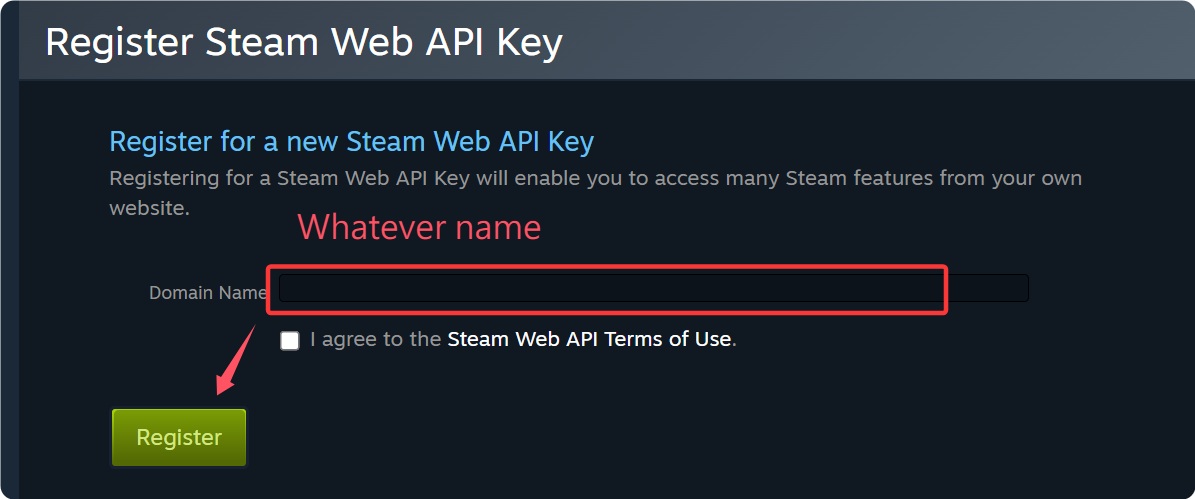 Register Steam Web API Key
Register for a new Steam Web API Key
Registering for a Steam Web API Key will enable you to access many Steam features from your own
website.
Whatever name
Domain Name
I agree to the Steam Web API Terms of Use.
Register